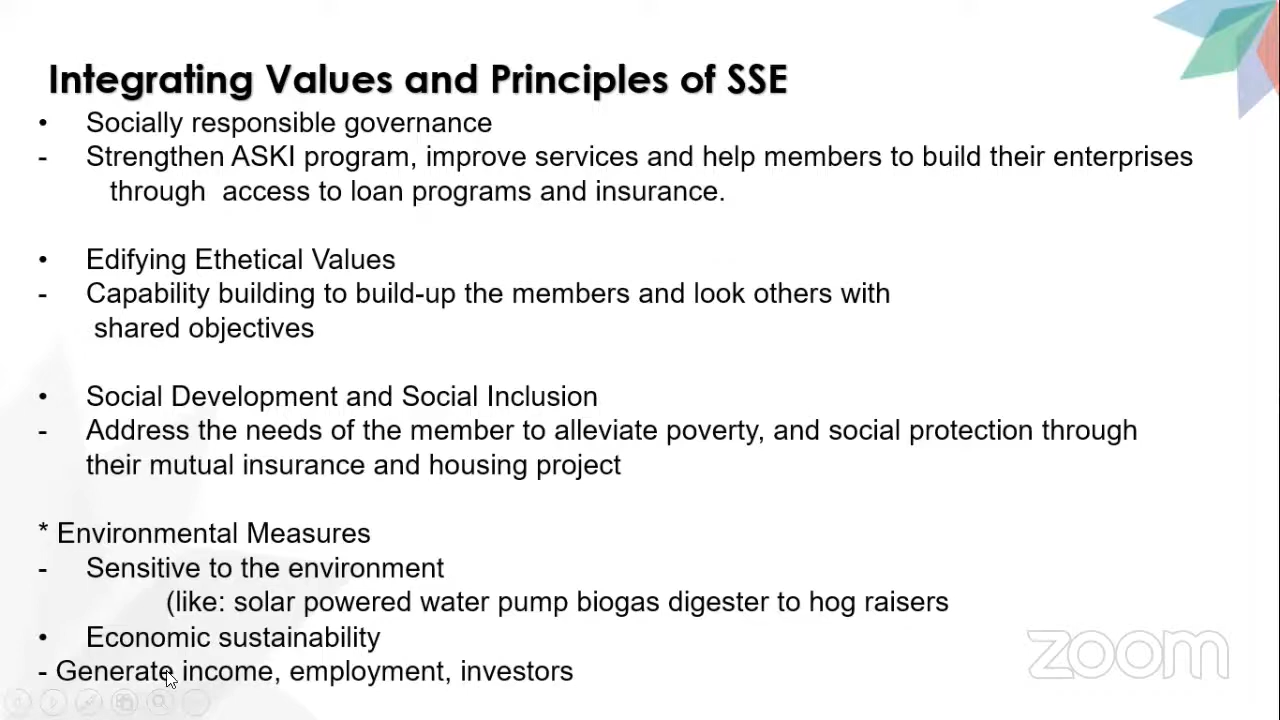 Integrating Values and Principles of SSE
• Socially responsible governance
- Strengthen ASKI program, improve services and help members to build their enterprises
through access to loan programs and insurance.
• Edifying Ethetical Values
- Capability building to build-up the members and look others with
shared objectives
• Social Development and Social Inclusion
- Address the needs of the member to alleviate poverty, and social protection through
their mutual insurance and housing project
* Environmental Measures
- Sensitive to the environment
(like: solar powered water pump biogas digester to hog raisers
• Economic sustainability
- Generate income, employment, investors
zoom